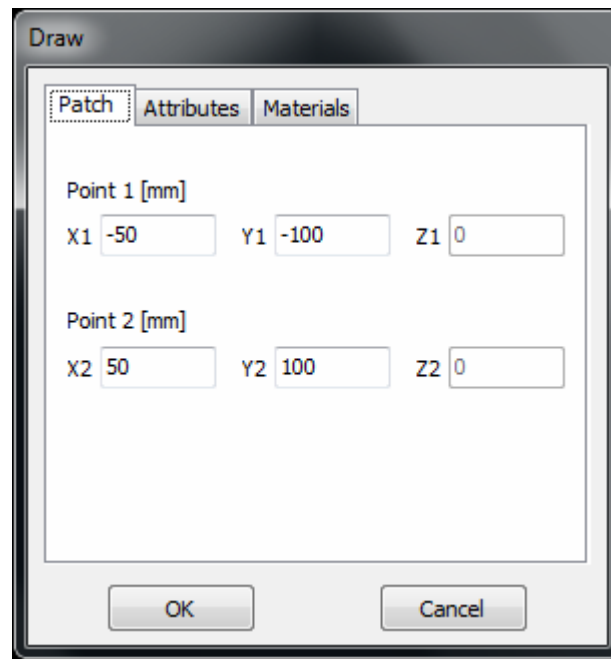 Draw
Patch Attributes Materials
Point 1 [mm]
X1 -50 Y1 -100 Z1 0
Point 2 [mm]
X2 50 Y2 100 Z2 0
OK Cancel